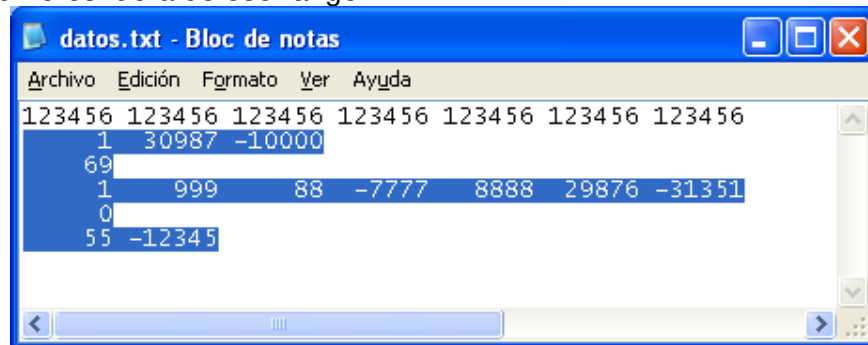 datos.txt - Bloc de notas
Archivo Edición Formato Ver Ayuda
123456 123456 123456 123456 123456 123456 123456
     1  30987 -10000
    69
     1    999     88  -7777   8888  29876 -31351
     0
    55 -12345